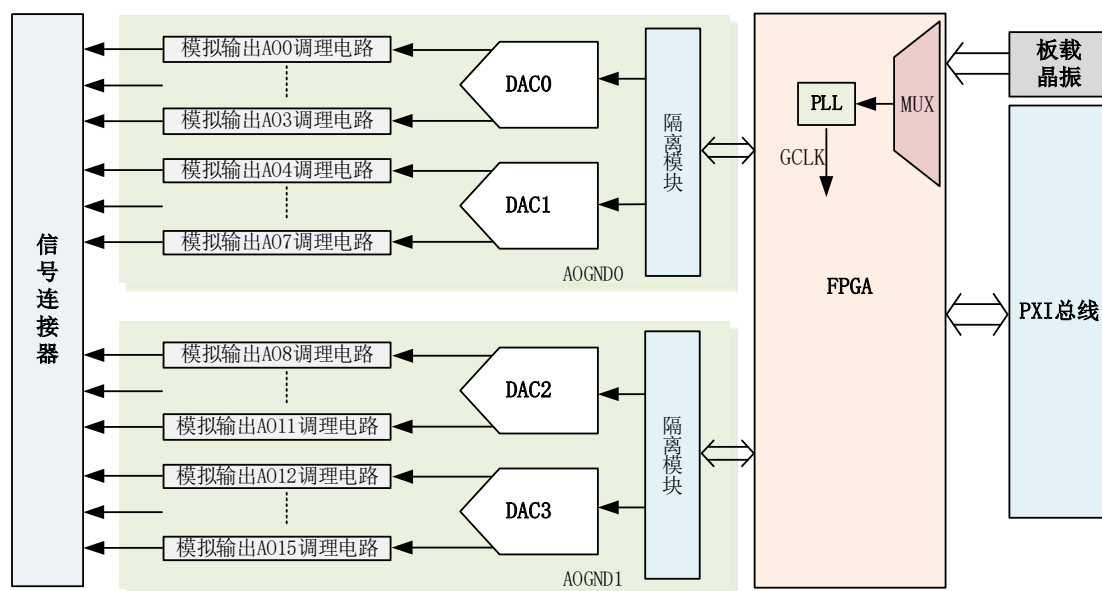 信号连接器
模拟输出AO0调理电路
模拟输出AO3调理电路
模拟输出AO4调理电路
模拟输出AO7调理电路
DAC0
DAC1
隔离模块
AOGND0
模拟输出AO8调理电路
模拟输出AO11调理电路
模拟输出AO12调理电路
模拟输出AO15调理电路
DAC2
DAC3
隔离模块
AOGND1
PLL
MUX
GCLK
FPGA
板载
晶振
PXI总线